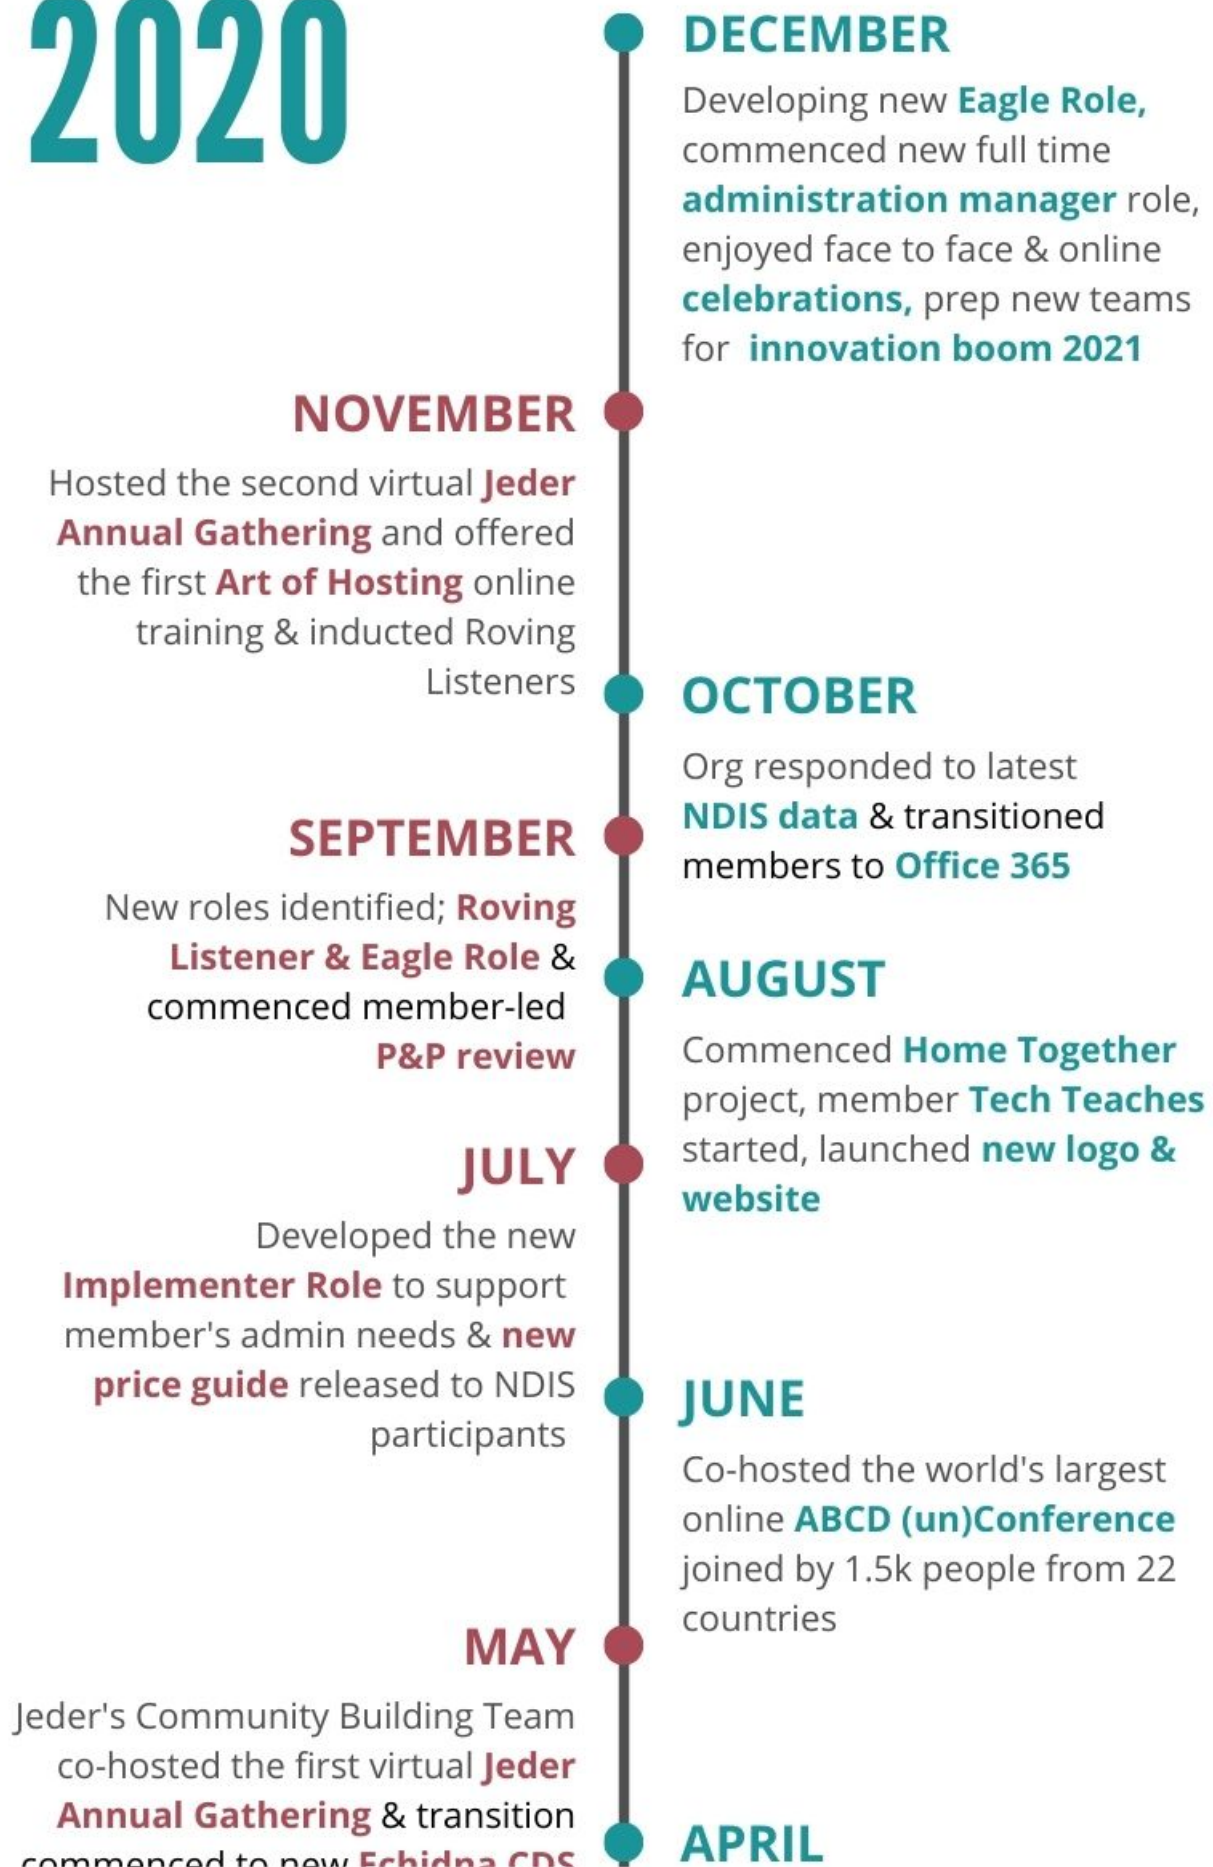 2020
DECEMBER
Developing new Eagle Role,
commenced new full time
administration manager role,
enjoyed face to face & online
celebrations, prep new teams
for innovation boom 2021
NOVEMBER
Hosted the second virtual Jeder
Annual Gathering and offered
the first Art of Hosting online
training & inducted Roving
Listeners
OCTOBER
Org responded to latest
NDIS data & transitioned
members to Office 365
SEPTEMBER
New roles identified; Roving
Listener & Eagle Role &
commenced member-led
P&P review
AUGUST
Commenced Home Together
project, member Tech Teaches
started, launched new logo &
website
JULY
Developed the new
Implementer Role to support
member's admin needs & new
price guide released to NDIS
participants
JUNE
Co-hosted the world's largest
online ABCD (un)Conference
joined by 1.5k people from 22
countries
MAY
Jeder's Community Building Team
co-hosted the first virtual Jeder
Annual Gathering & transition
commenced to new Echidna CDS
APRIL